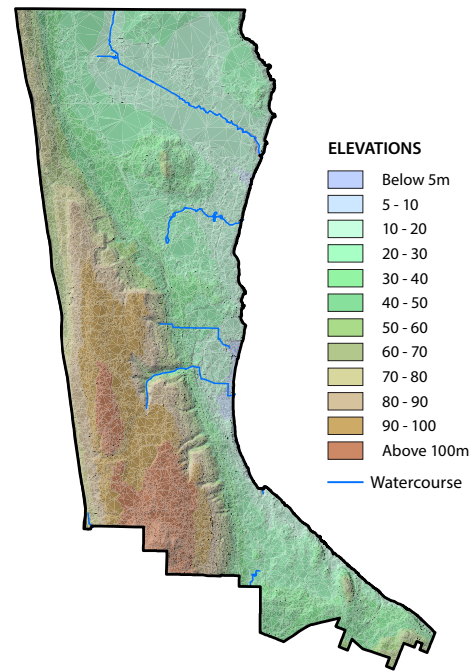 ELEVATIONS
Below 5m
5 - 10
10 - 20
20 - 30
30 - 40
40 - 50
50 - 60
60 - 70
70 - 80
80 - 90
90 - 100
Above 100m
Watercourse